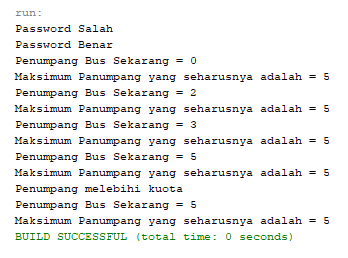 run:
Password Salah
Password Benar
Penumpang Bus Sekarang = 0
Maksimum Panumpang yang seharusnya adalah = 5
Penumpang Bus Sekarang = 2
Maksimum Panumpang yang seharusnya adalah = 5
Penumpang Bus Sekarang = 3
Maksimum Panumpang yang seharusnya adalah = 5
Penumpang Bus Sekarang = 5
Maksimum Panumpang yang seharusnya adalah = 5
Penumpang melebihi kuota
Penumpang Bus Sekarang = 5
Maksimum Panumpang yang seharusnya adalah = 5
BUILD SUCCESSFUL (total time: 0 seconds)